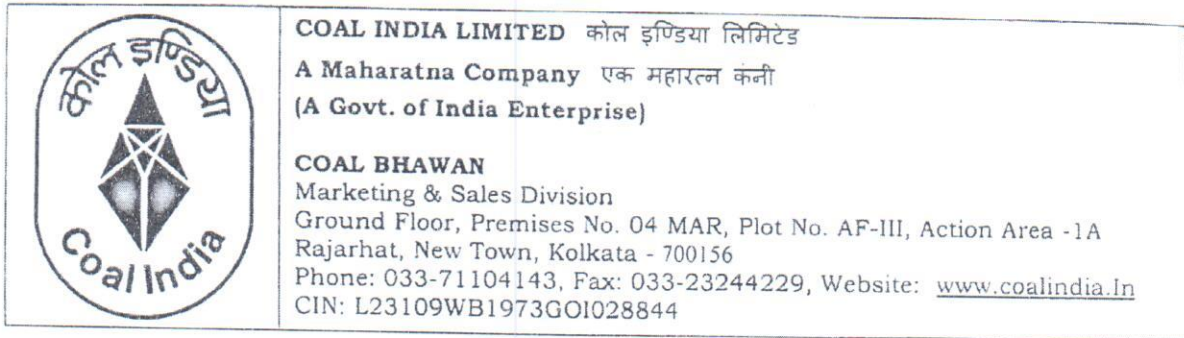 कोल इण्डिया
Coal India
COAL INDIA LIMITED कोल इण्डिया लिमिटेड
A Maharatna Company एक महारत्न कंनी
(A Govt. of India Enterprise)
COAL BHAWAN
Marketing & Sales Division
Ground Floor, Premises No. 04 MAR, Plot No. AF-III, Action Area -1A
Rajarhat, New Town, Kolkata - 700156
Phone: 033-71104143, Fax: 033-23244229, Website: www.coalindia.In
CIN: L23109WB1973GOI028844